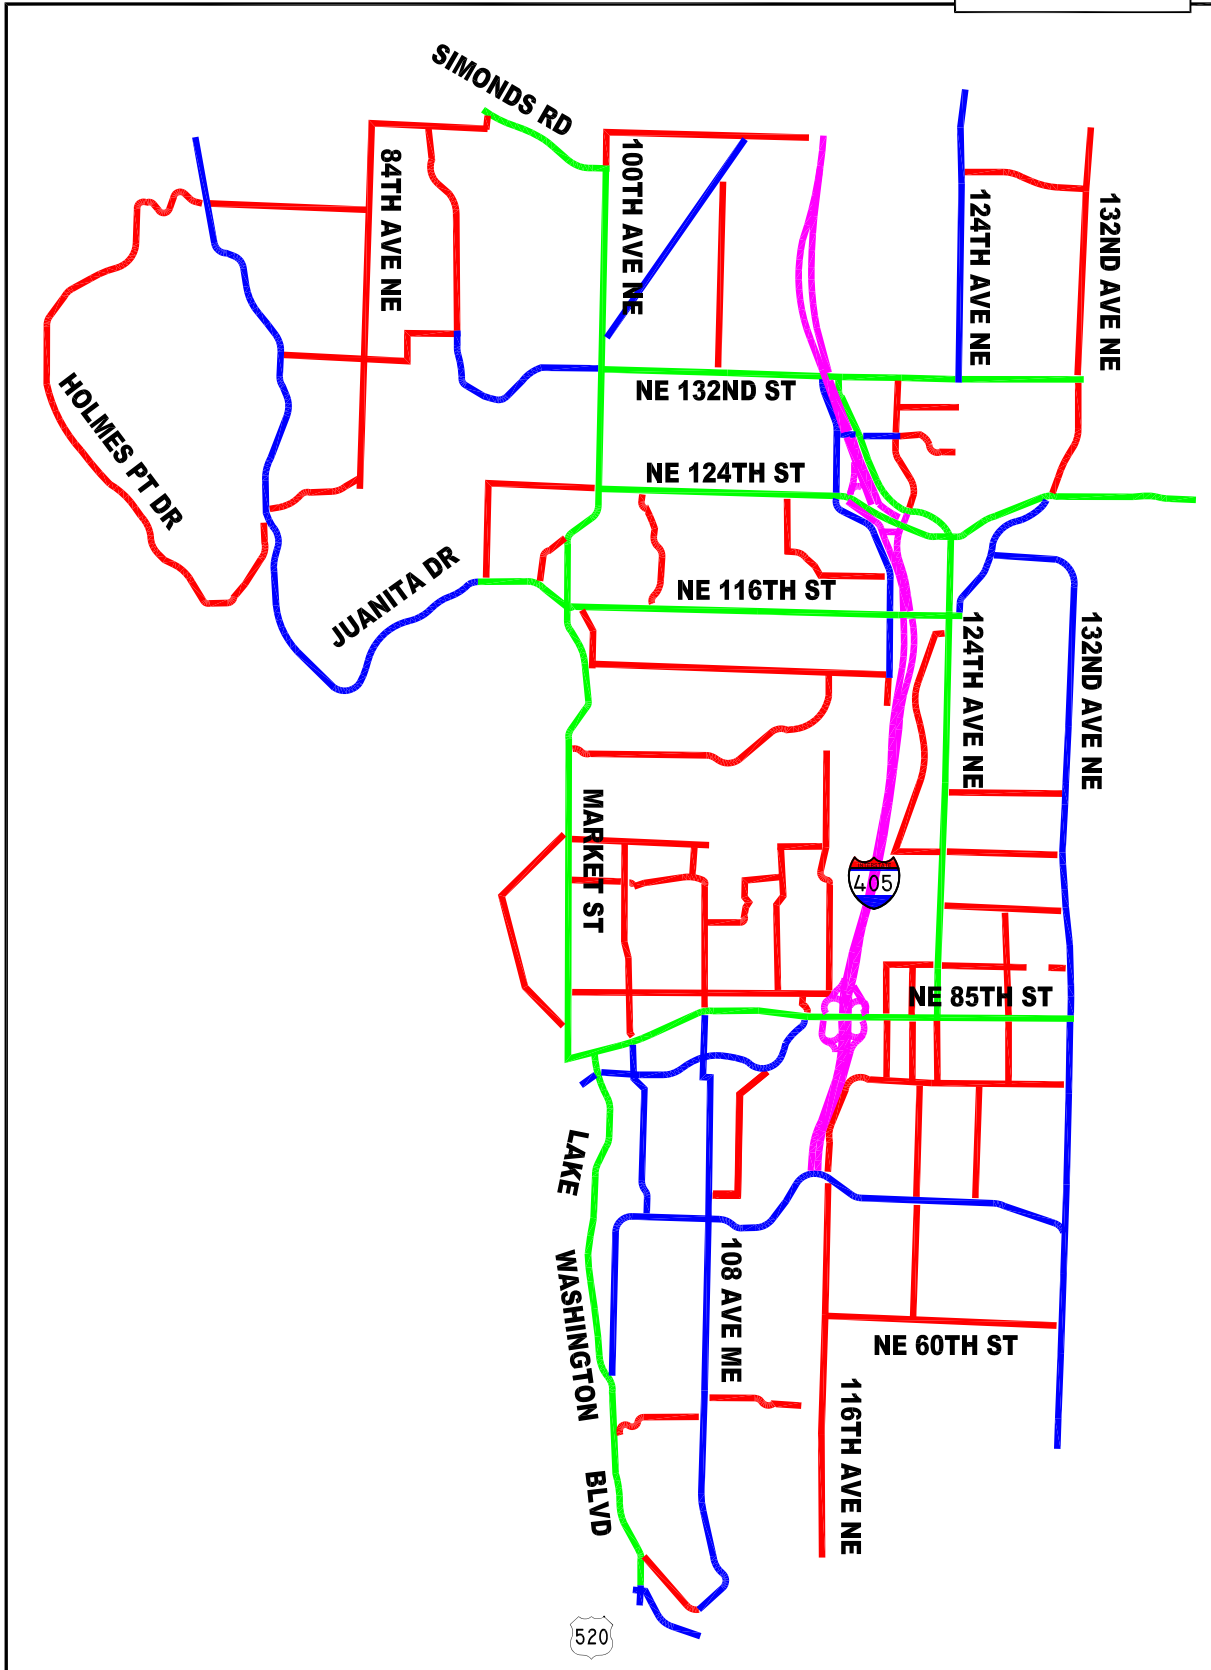 SIMONDS RD
84TH AVE NE
100TH AVE NE
124TH AVE NE
132ND AVE NE
HOLMES PT DR
NE 132ND ST
NE 124TH ST
JUANITA DR
NE 116TH ST
124TH AVE NE
132ND AVE NE
MARKET ST
405
NE 85TH ST
LAKE
WASHINGTON
BLVD
108 AVE ME
NE 60TH ST
116TH AVE NE
520